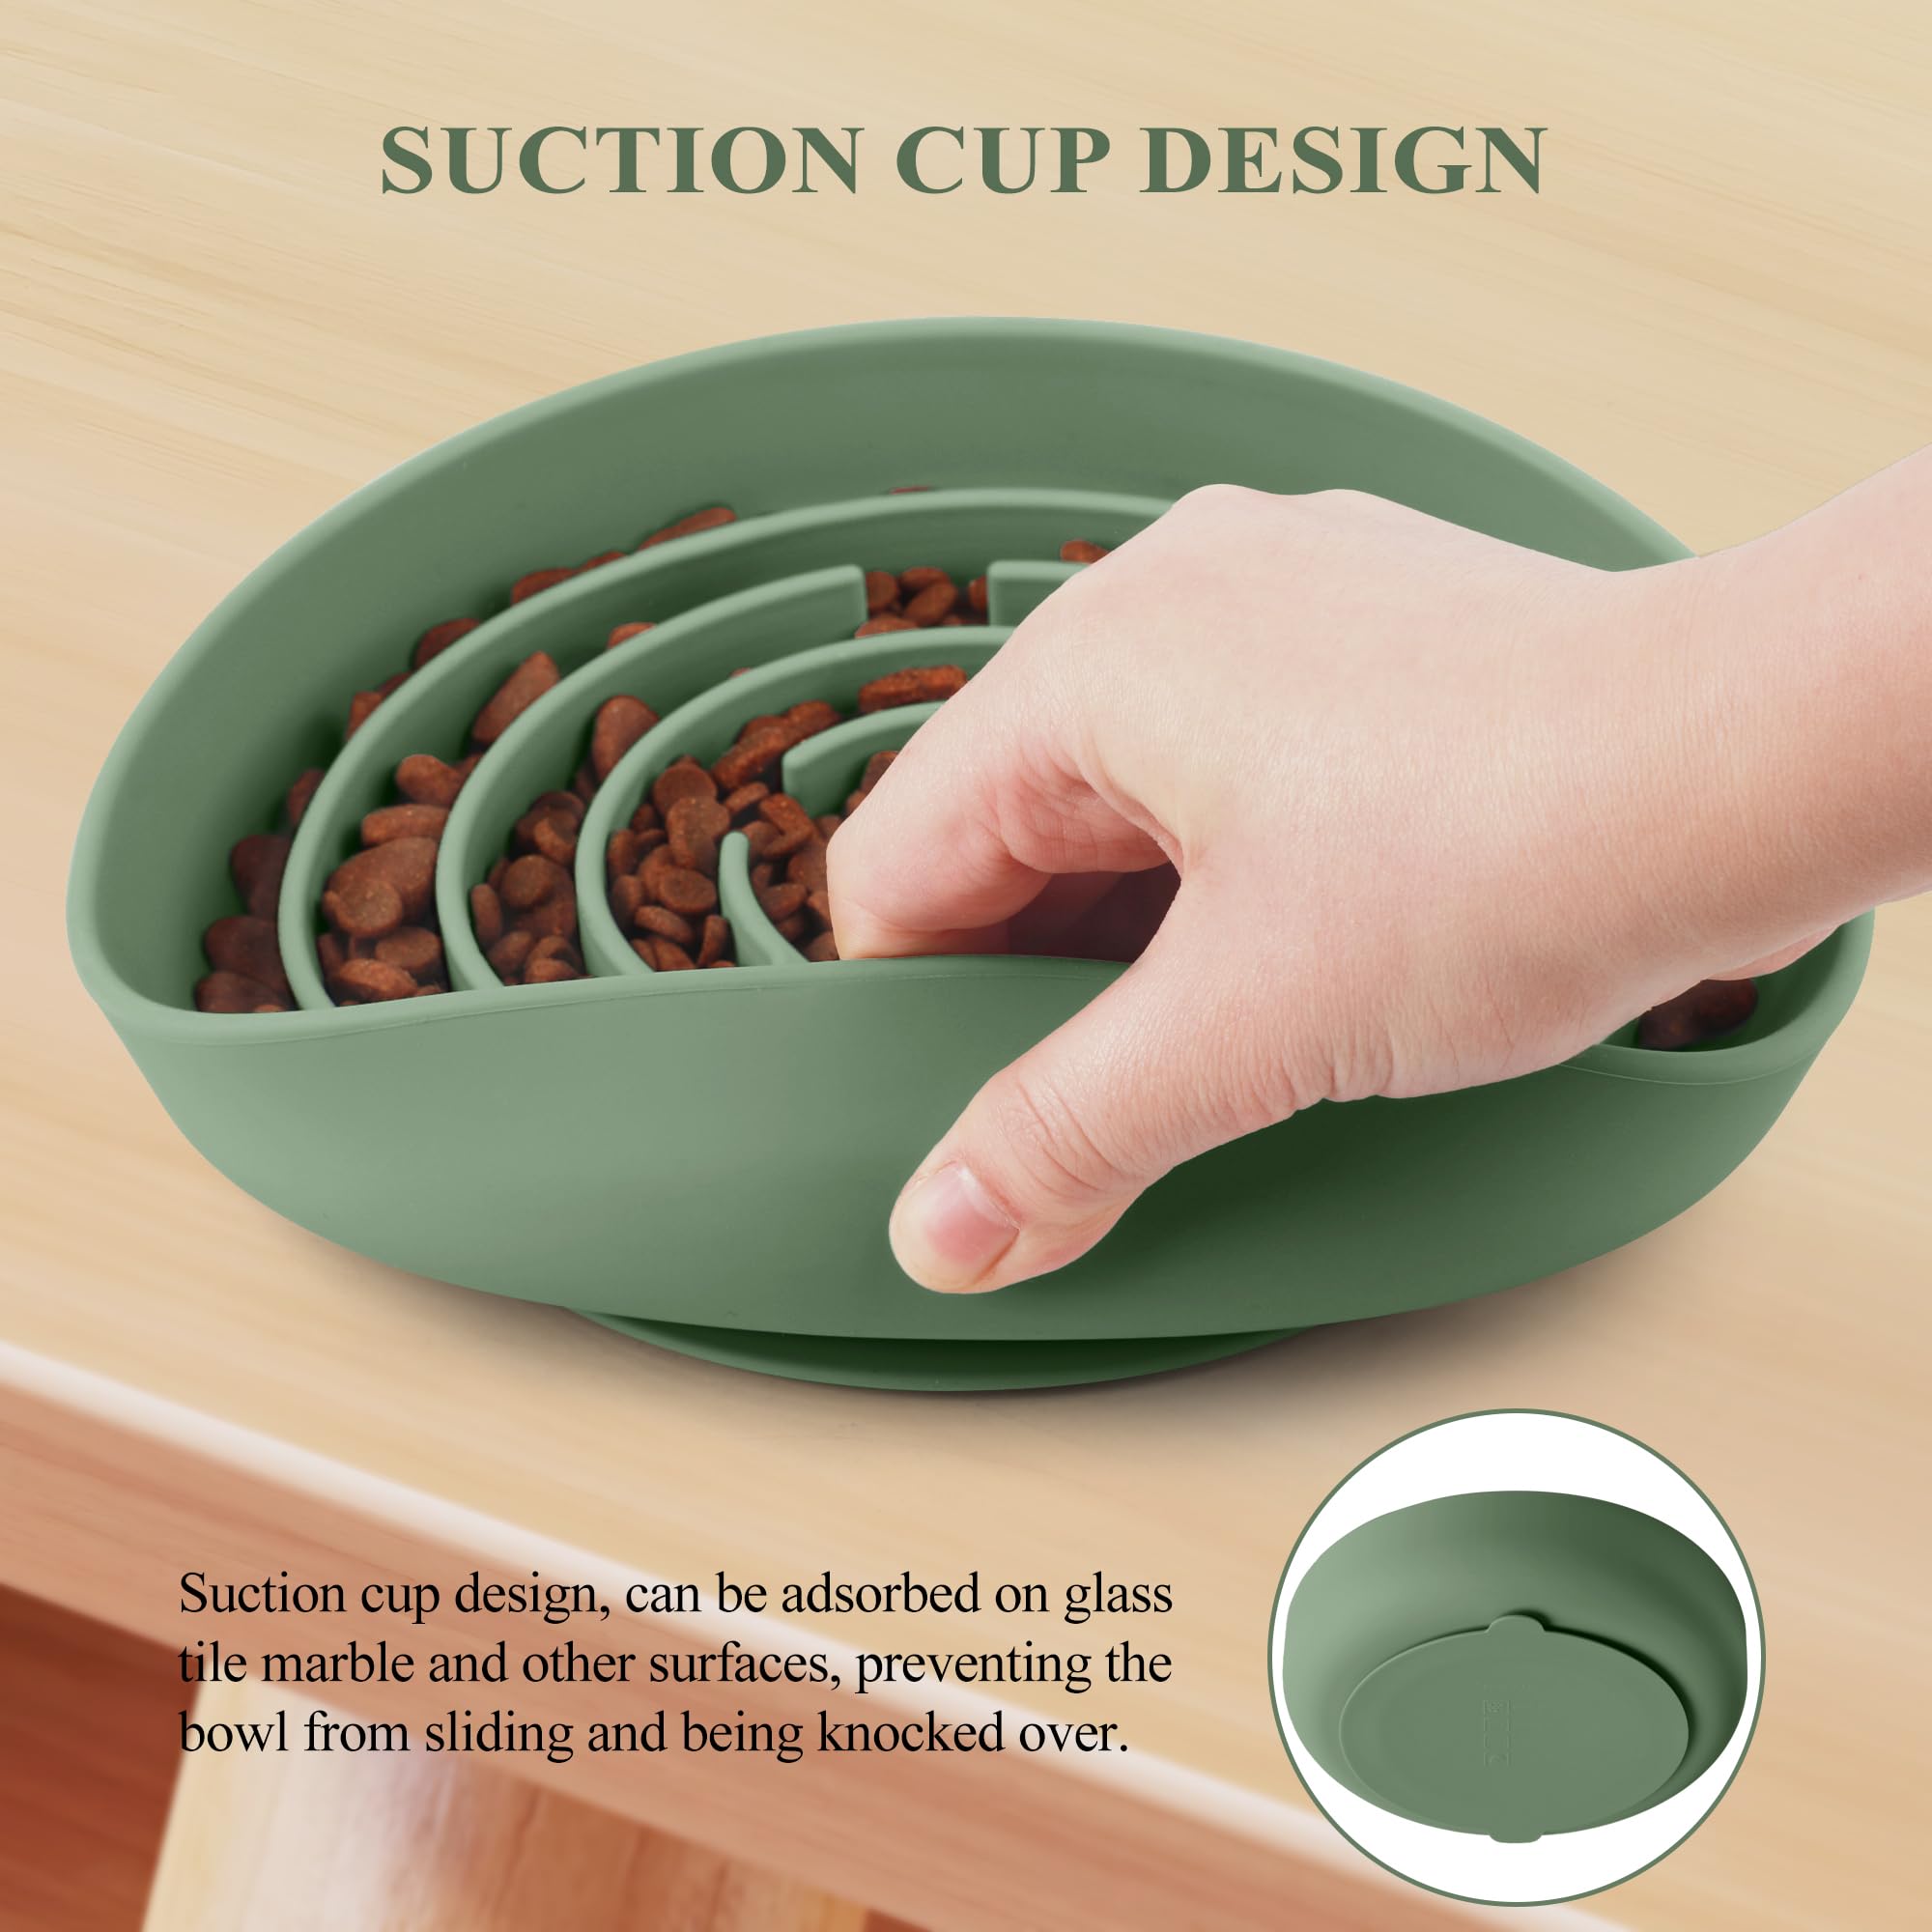 SUCTION CUP DESIGN
Suction cup design, can be adsorbed on glass
tile marble and other surfaces, preventing the
bowl from sliding and being knocked over.